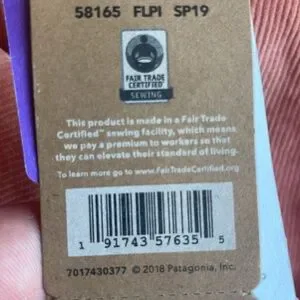 58165 FLPI SP19
FAIR TRADE
CERTIFIED
SEWING
This product is made in a Fair Trade
Certified™ sewing facility, which means
we pay a premium to workers so that
they can elevate their standard of living.
To learn more go to www.FairTradeCertified.org
1 91743 57635 5
7017430377 © 2018 Patagonia, Inc.